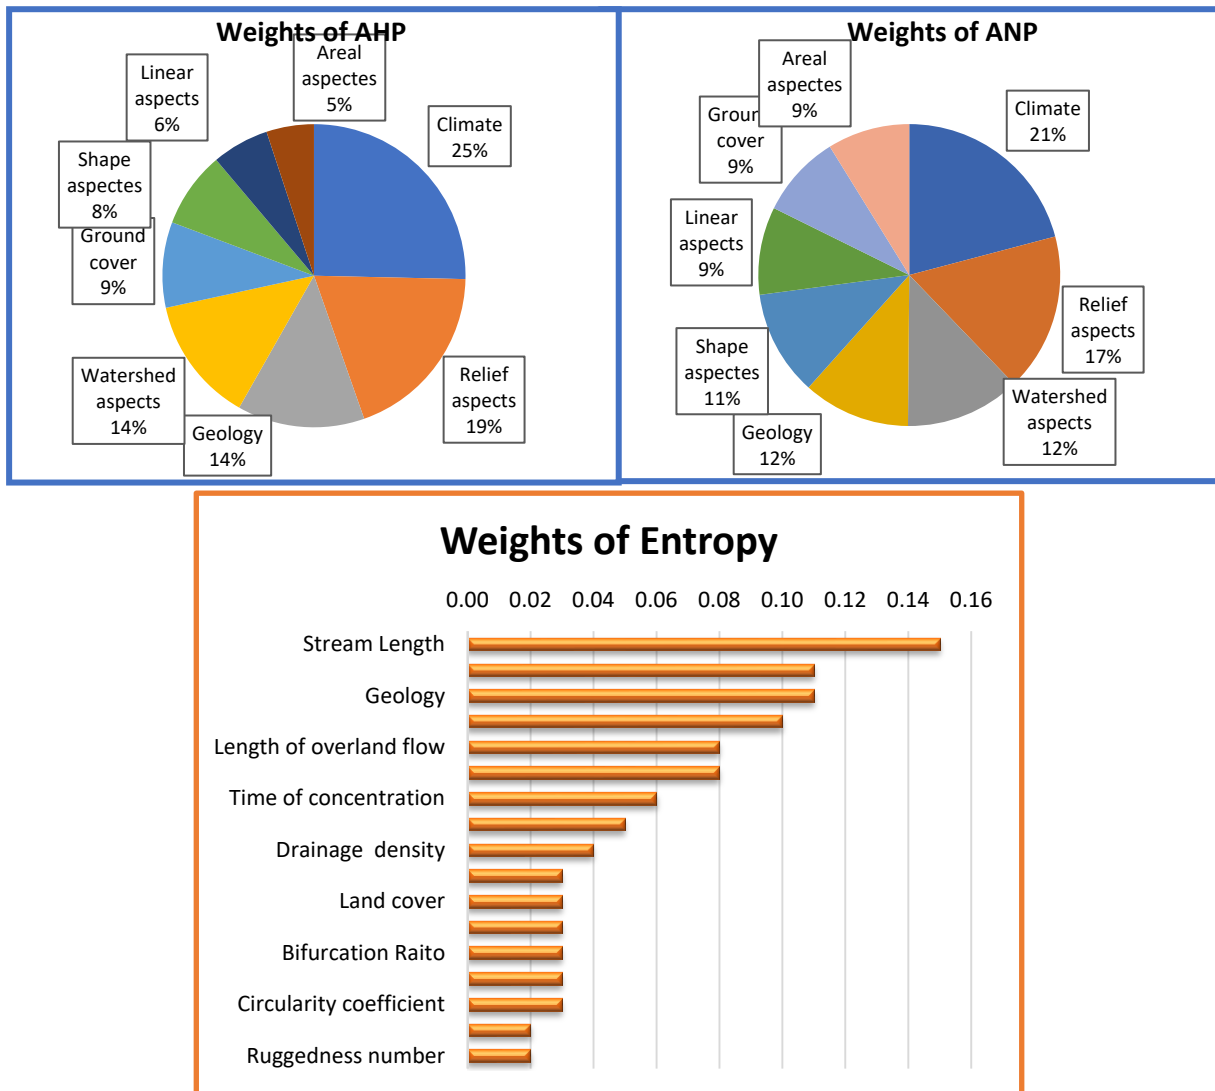 Weights of AHP
Areal
aspectes
5%
Linear
aspects
6%
Climate
25%
Shape
aspectes
8%
Ground
cover
9%
Watershed
aspects
14%
Geology
14%
Relief
aspects
19%
Weights of ANP
Areal
aspectes
9%
Ground
cover
9%
Climate
21%
Linear
aspects
9%
Relief
aspects
17%
Shape
aspectes
11%
Watershed
aspects
12%
Geology
12%
Weights of Entropy
0.00 0.02 0.04 0.06 0.08 0.10 0.12 0.14 0.16
Stream Length
Geology
Length of overland flow
Time of concentration
Drainage density
Land cover
Bifurcation Raito
Circularity coefficient
Ruggedness number